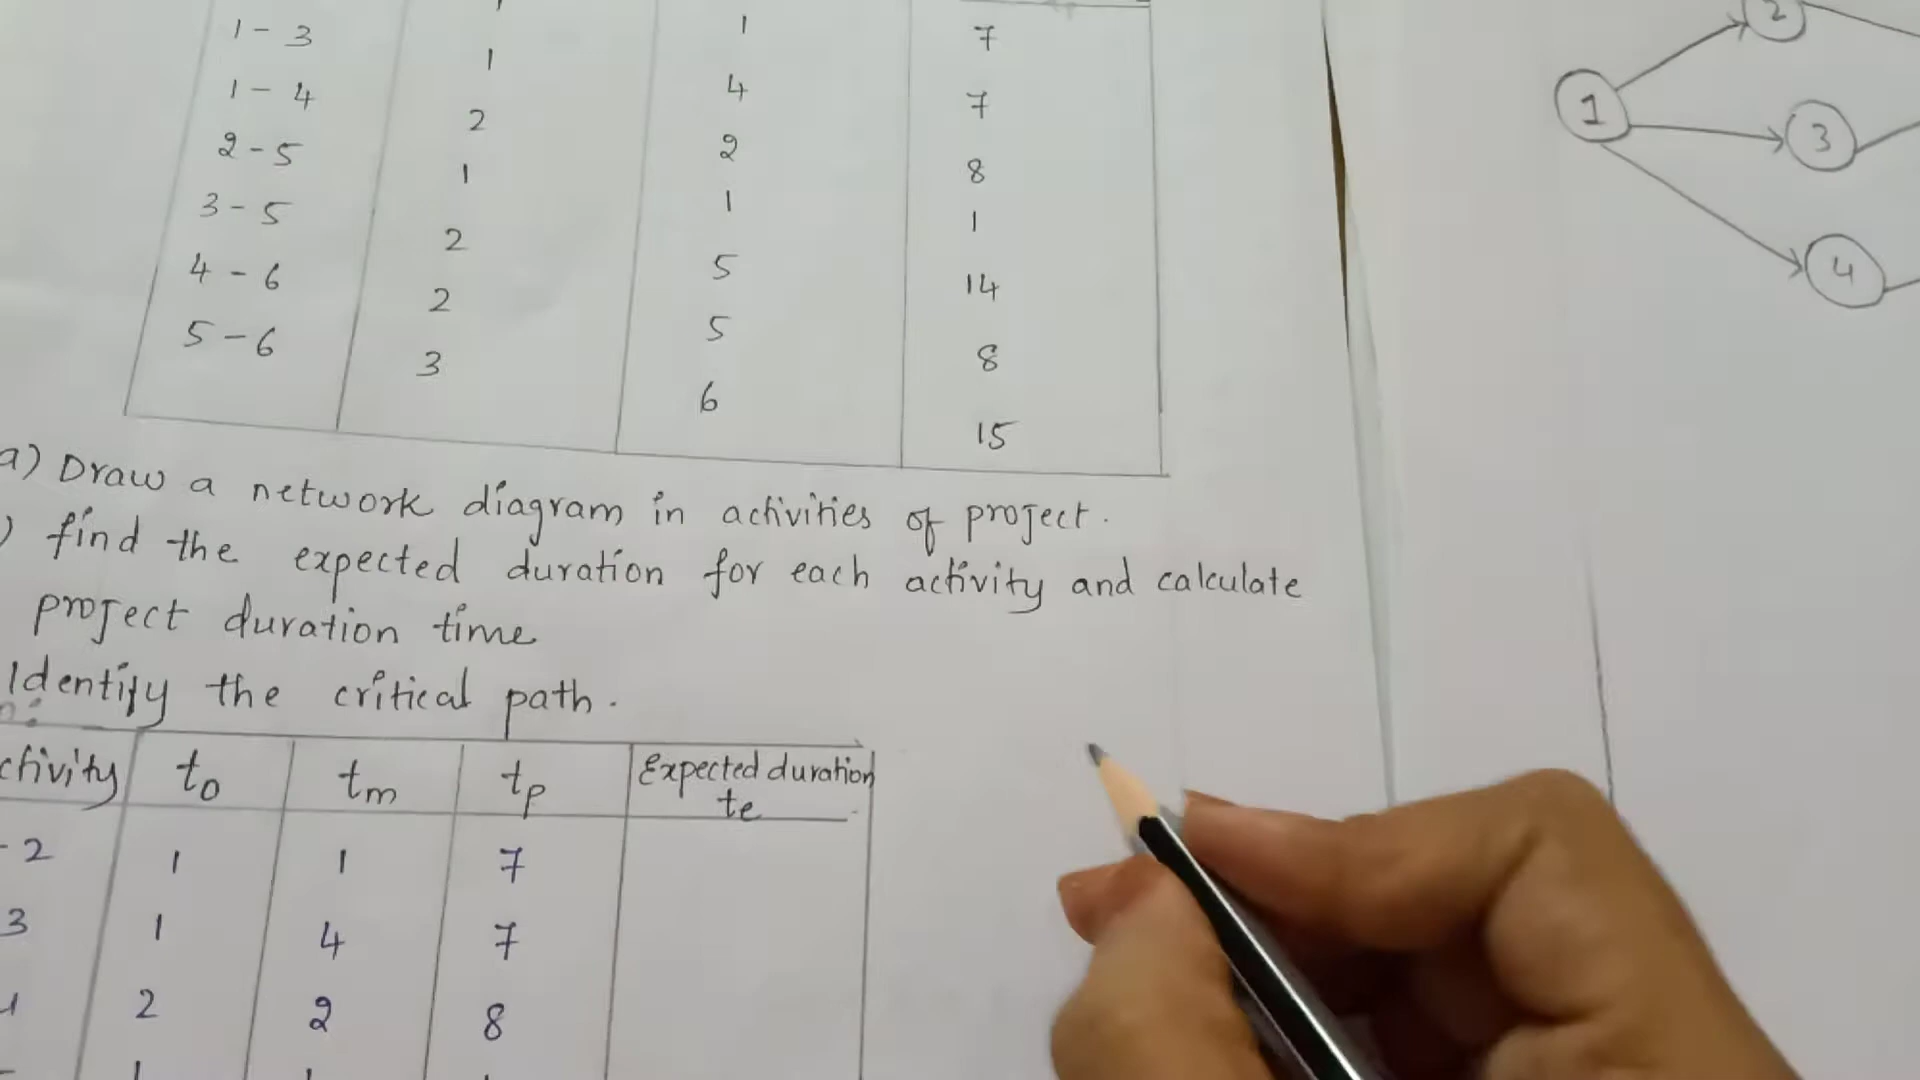 1
1 - 3 1 1 7
1 - 4 2 4 7
2 - 5 1 2 8
3 - 5 2 1 1
4 - 6 2 5 14
5 - 6 3 5 8
6 15
a) Draw a network diagram in activities of project.
) find the expected duration for each activity and calculate
project duration time
Identify the critical path.
ctivity to tm tp Expected duration
te
- 2 1 1 7
3 1 4 7
2 2 8
1
2
3
4